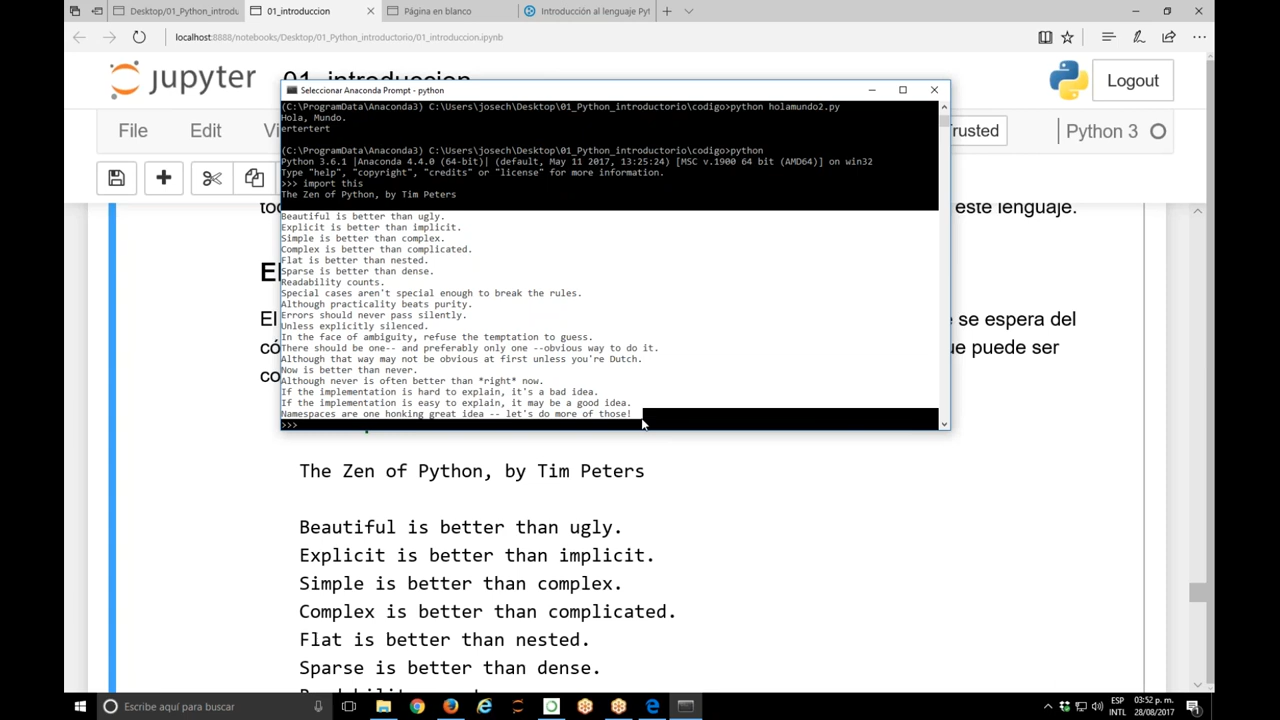 Desktop/01_Python_introdu
01_introduccion
Página en blanco
Introducción al lenguaje Pyt
localhost:8888/notebooks/Desktop/01_Python_introductorio/01_introduccion.ipynb
jupyter 01_introduccion
Logout
File Edit Vi
rusted
Python 3
Seleccionar Anaconda Prompt - python
(C:\ProgramData\Anaconda3) C:\Users\josech\Desktop\01_Python_introductorio\codigo>python holamundo2.py
Hola, Mundo.
ertertert
(C:\ProgramData\Anaconda3) C:\Users\josech\Desktop\01_Python_introductorio\codigo>python
Python 3.6.1 |Anaconda 4.4.0 (64-bit)| (default, May 11 2017, 13:25:24) [MSC v.1900 64 bit (AMD64)] on win32
Type "help", "copyright", "credits" or "license" for more information.
>>> import this
The Zen of Python, by Tim Peters
Beautiful is better than ugly.
Explicit is better than implicit.
Simple is better than complex.
Complex is better than complicated.
Flat is better than nested.
Sparse is better than dense.
Readability counts.
Special cases aren't special enough to break the rules.
Although practicality beats purity.
Errors should never pass silently.
Unless explicitly silenced.
In the face of ambiguity, refuse the temptation to guess.
There should be one-- and preferably only one --obvious way to do it.
Although that way may not be obvious at first unless you're Dutch.
Now is better than never.
Although never is often better than *right* now.
If the implementation is hard to explain, it's a bad idea.
If the implementation is easy to explain, it may be a good idea.
Namespaces are one honking great idea -- let's do more of those!
>>>
to este lenguaje.
El
El se espera del
có ue puede ser
co
The Zen of Python, by Tim Peters
Beautiful is better than ugly.
Explicit is better than implicit.
Simple is better than complex.
Complex is better than complicated.
Flat is better than nested.
Sparse is better than dense.
Escribe aquí para buscar
ESP
INTL
03:52 p. m.
28/08/2017